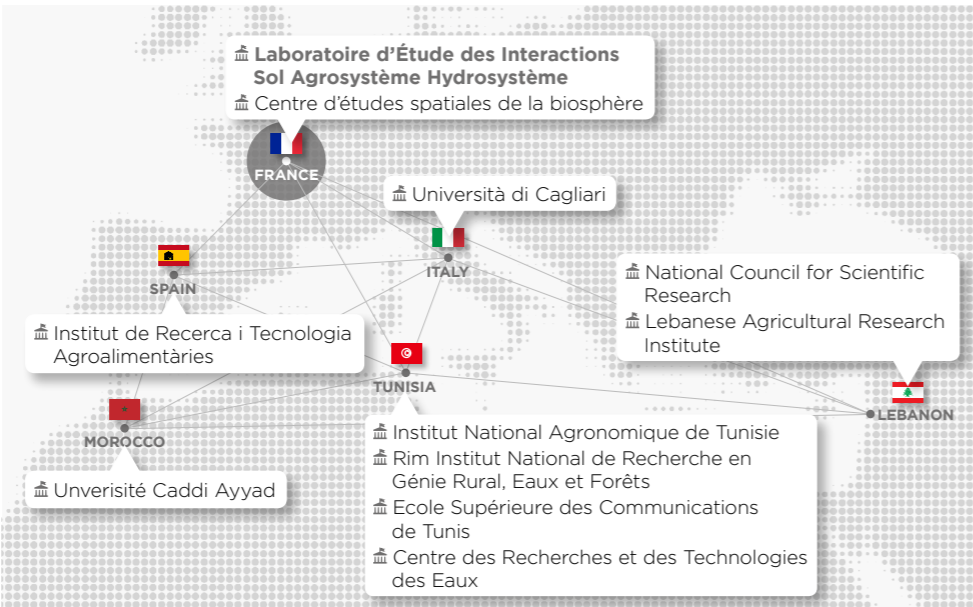 Laboratoire d’Étude des Interactions
Sol Agrosystème Hydrosystème
Centre d’études spatiales de la biosphère
FRANCE
Università di Cagliari
ITALY
SPAIN
Institut de Recerca i Tecnologia
Agroalimentàries
National Council for Scientific
Research
Lebanese Agricultural Research
Institute
LEBANON
TUNISIA
Institut National Agronomique de Tunisie
Rim Institut National de Recherche en
Génie Rural, Eaux et Forêts
Ecole Supérieure des Communications
de Tunis
Centre des Recherches et des Technologies
des Eaux
MOROCCO
Unverisité Caddi Ayyad